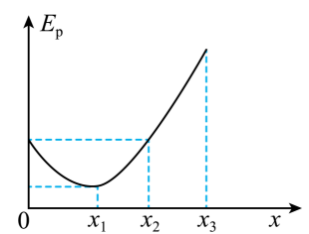 Eₚ
0 x₁ x₂ x₃ x